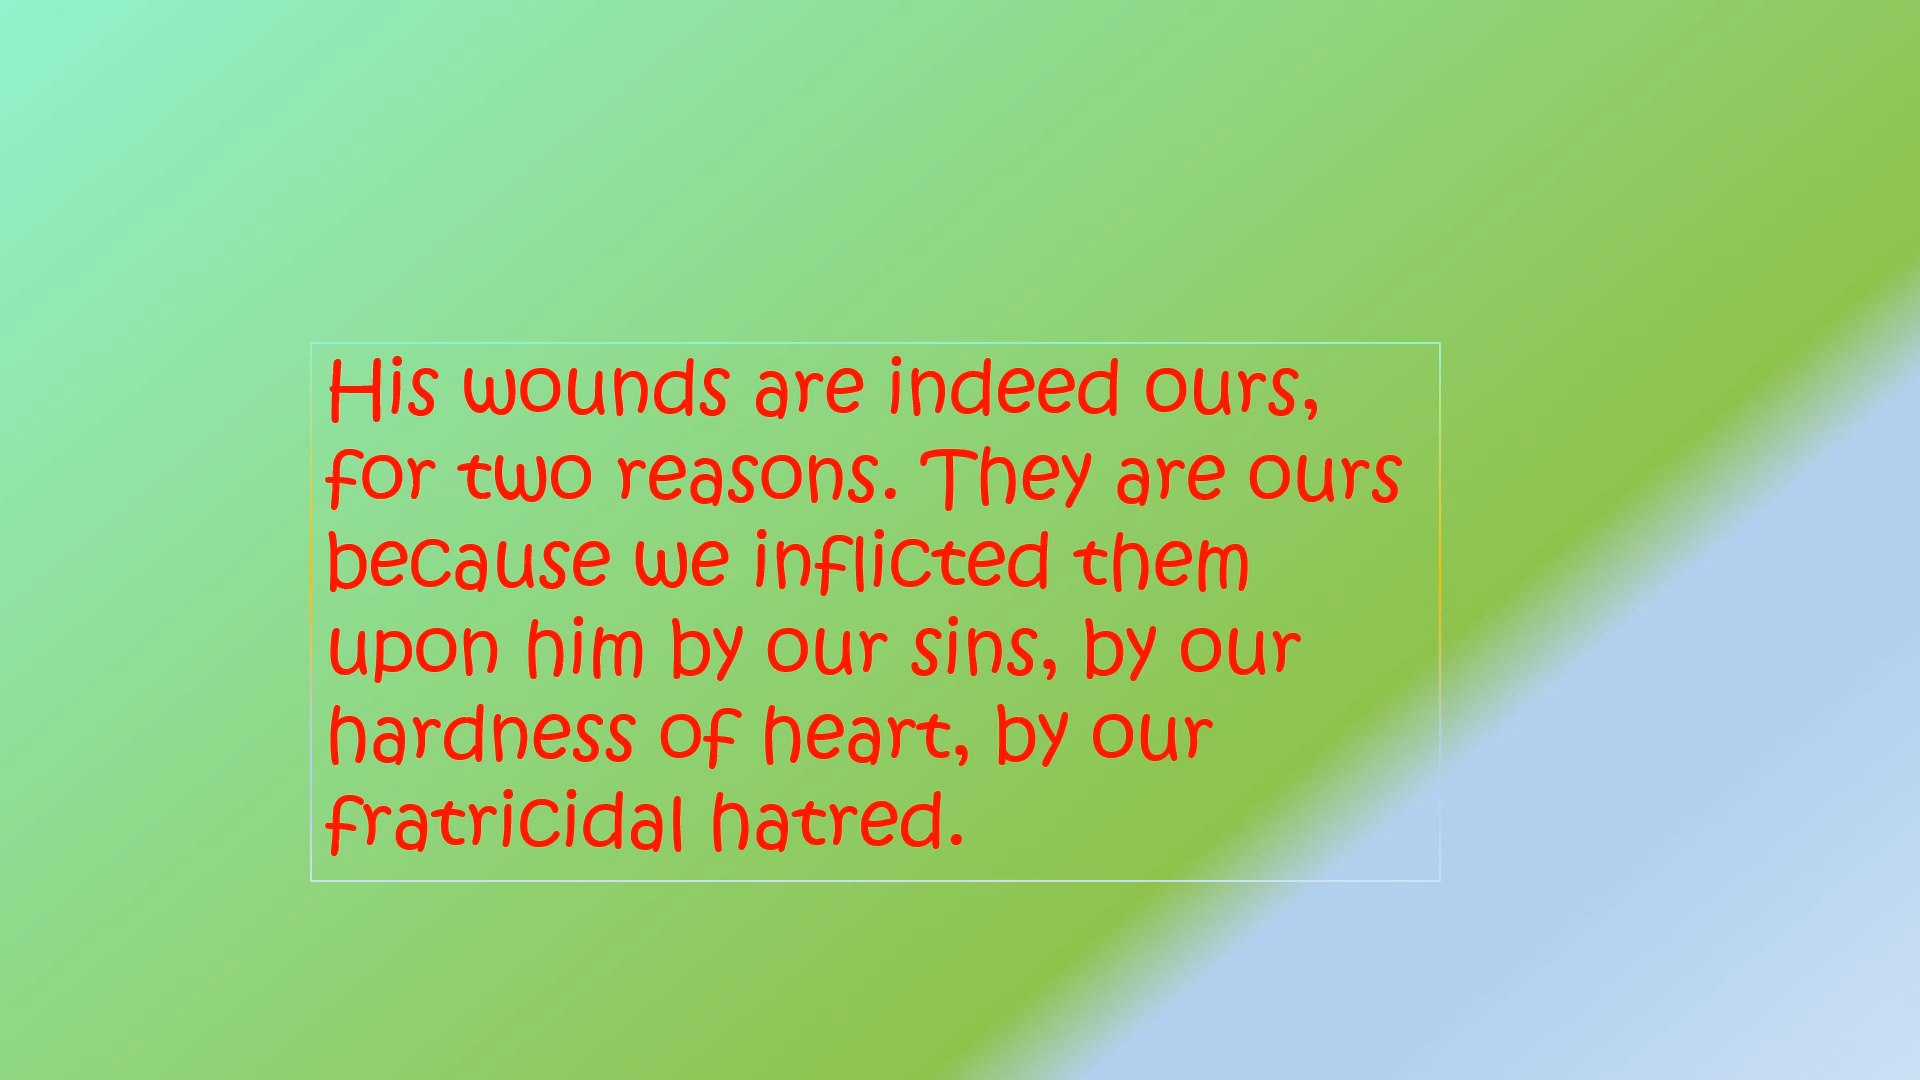 His wounds are indeed ours,
for two reasons. They are ours
because we inflicted them
upon him by our sins, by our
hardness of heart, by our
fratricidal hatred.